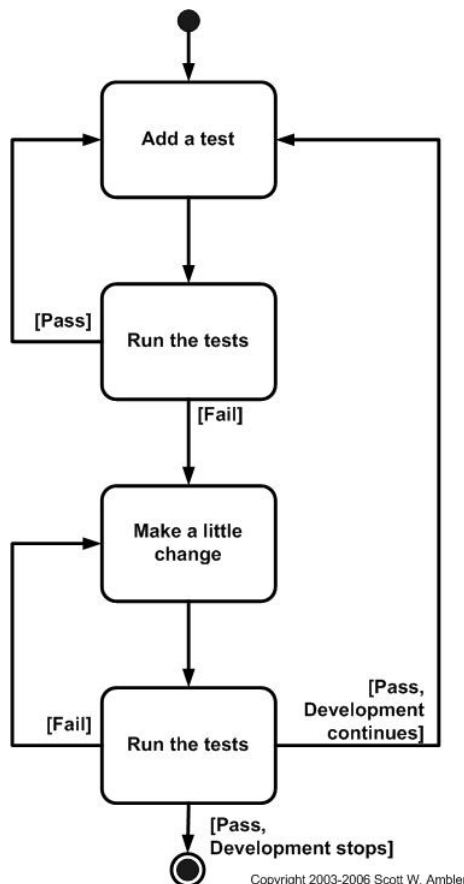 Add a test
[Pass]
Run the tests
[Fail]
Make a little
change
[Pass,
Development
continues]
[Fail]
Run the tests
[Pass,
Development stops]
Copyright 2003-2006 Scott W. Ambler